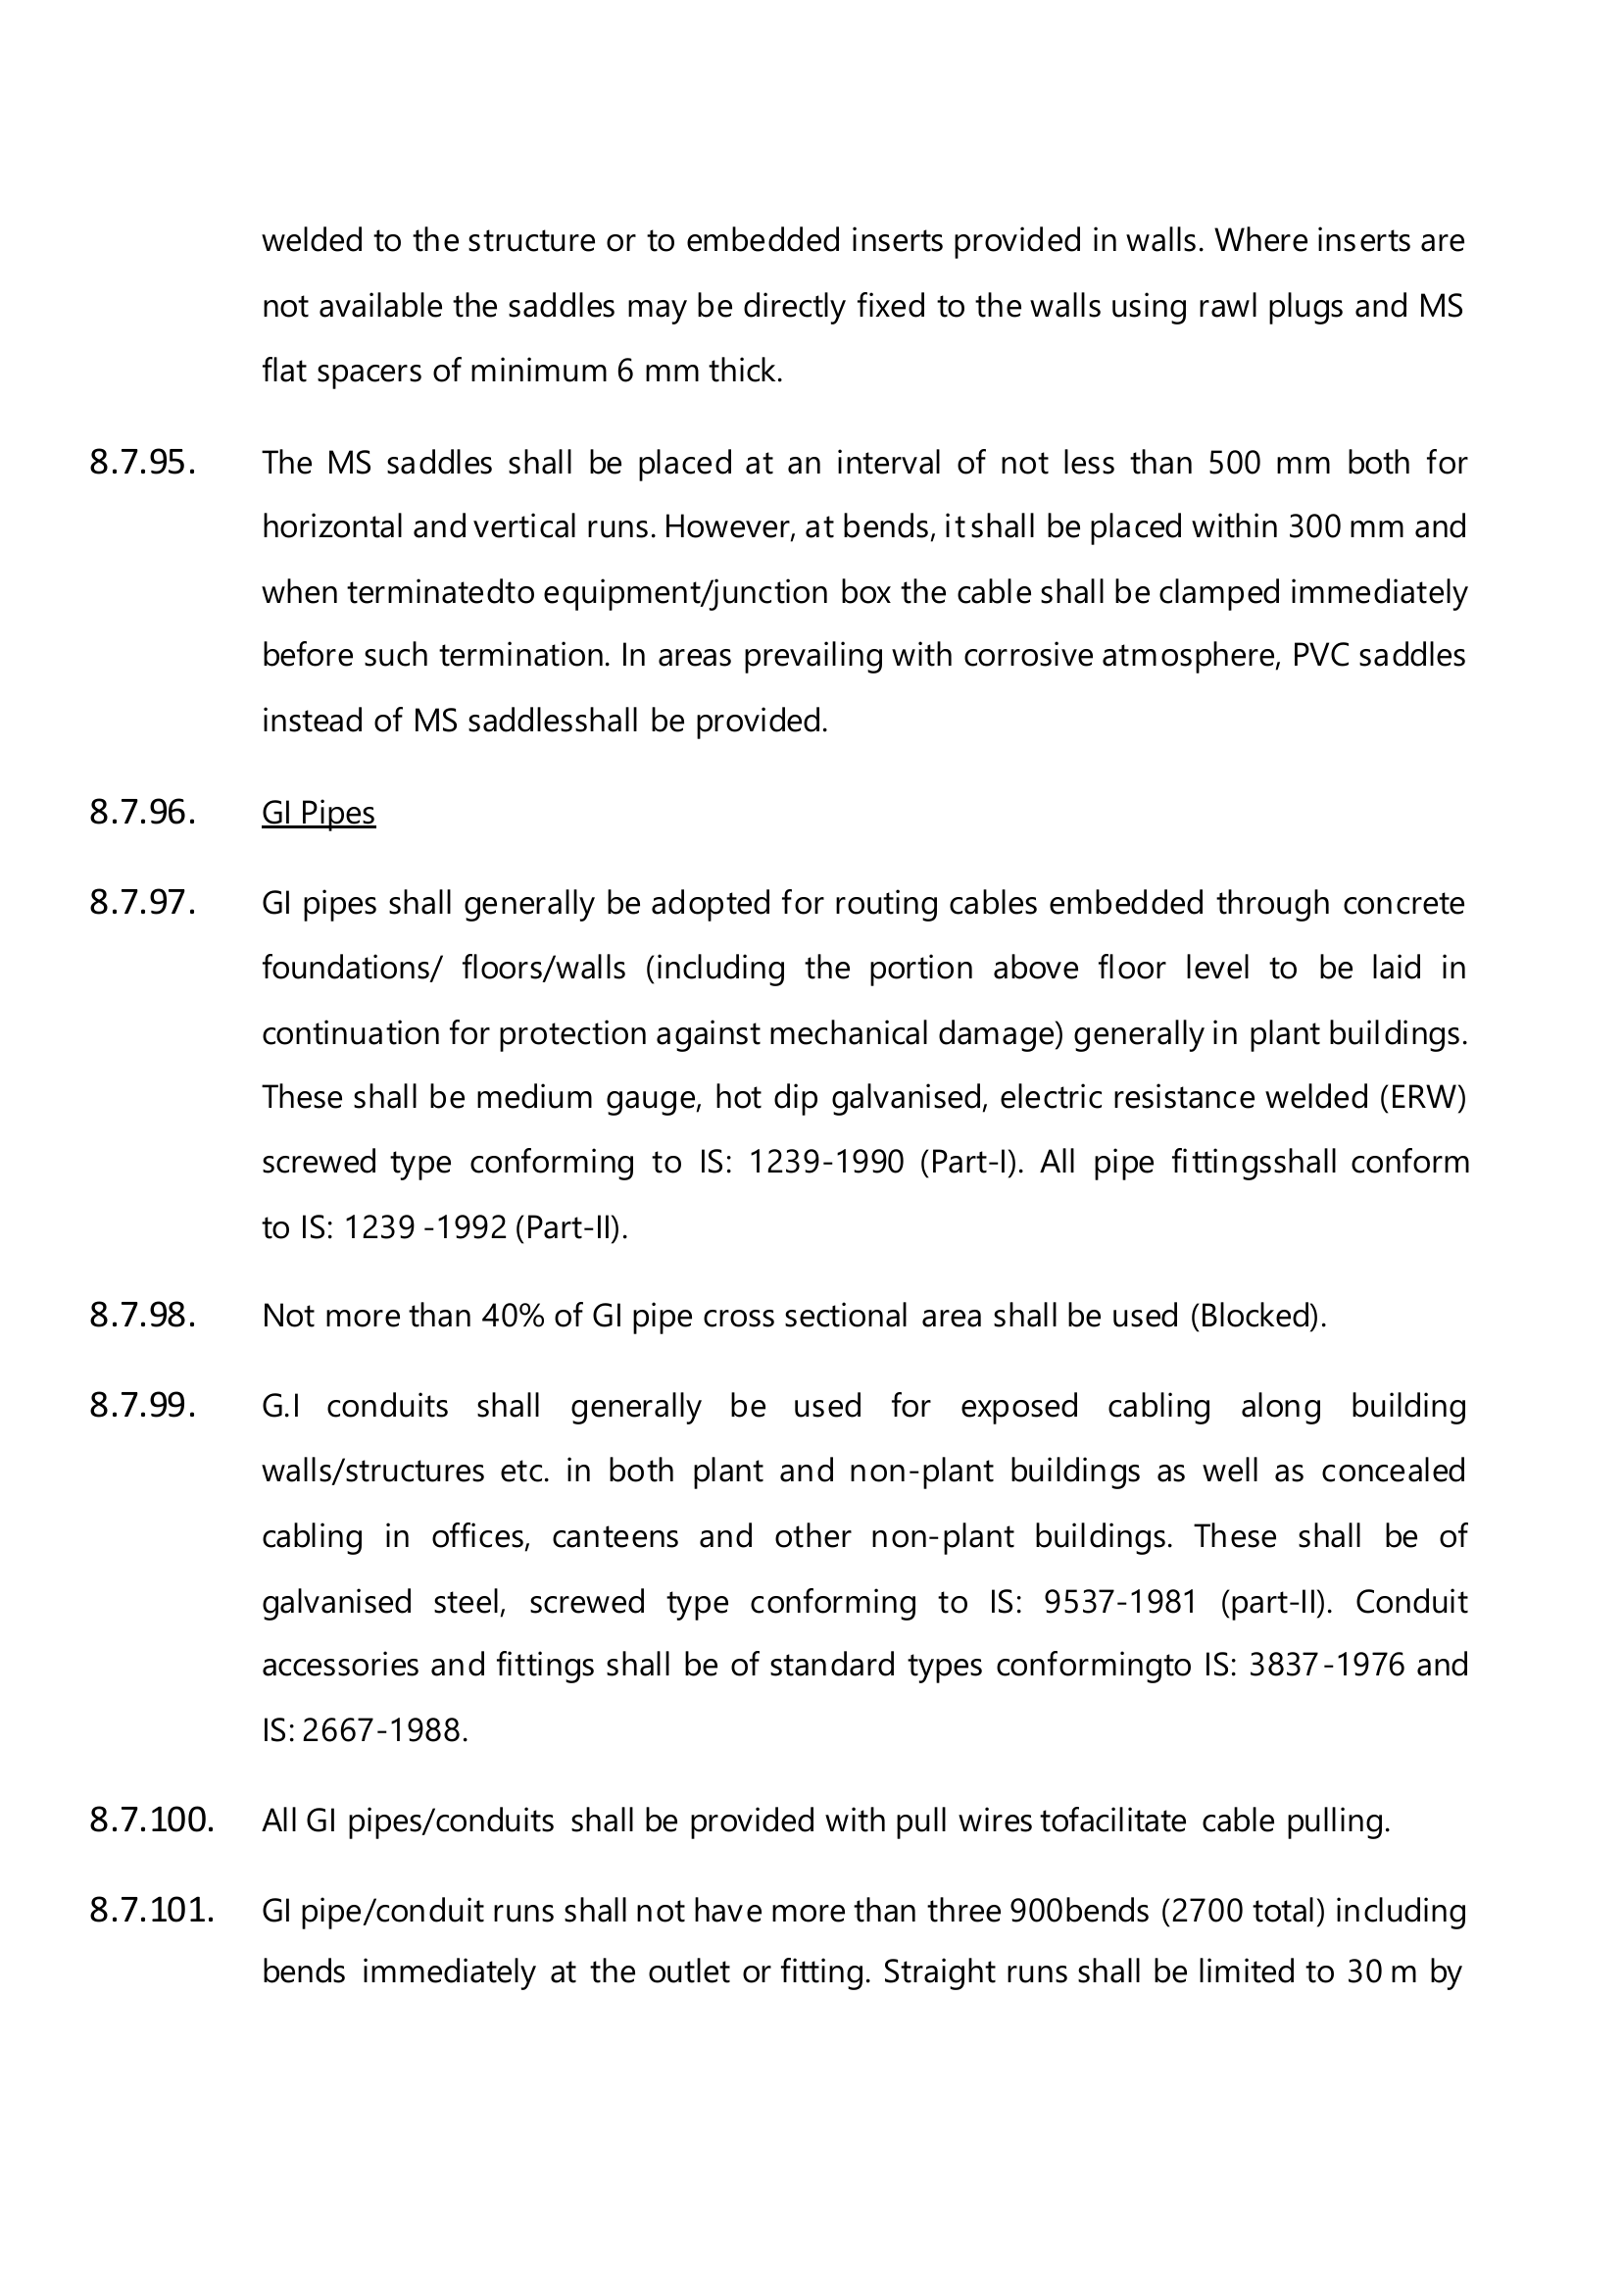 welded to the structure or to embedded inserts provided in walls. Where inserts are
not available the saddles may be directly fixed to the walls using rawl plugs and MS
flat spacers of minimum 6 mm thick.
8.7.95. The MS saddles shall be placed at an interval of not less than 500 mm both for
horizontal and vertical runs. However, at bends, it shall be placed within 300 mm and
when terminatedto equipment/junction box the cable shall be clamped immediately
before such termination. In areas prevailing with corrosive atmosphere, PVC saddles
instead of MS saddlesshall be provided.
8.7.96. GI Pipes
8.7.97. GI pipes shall generally be adopted for routing cables embedded through concrete
foundations/ floors/walls (including the portion above floor level to be laid in
continuation for protection against mechanical damage) generally in plant buildings.
These shall be medium gauge, hot dip galvanised, electric resistance welded (ERW)
screwed type conforming to IS: 1239-1990 (Part-I). All pipe fittingsshall conform
to IS: 1239 -1992 (Part-II).
8.7.98. Not more than 40% of GI pipe cross sectional area shall be used (Blocked).
8.7.99. G.I conduits shall generally be used for exposed cabling along building
walls/structures etc. in both plant and non-plant buildings as well as concealed
cabling in offices, canteens and other non-plant buildings. These shall be of
galvanised steel, screwed type conforming to IS: 9537-1981 (part-II). Conduit
accessories and fittings shall be of standard types conformingto IS: 3837-1976 and
IS: 2667-1988.
8.7.100. All GI pipes/conduits shall be provided with pull wires tofacilitate cable pulling.
8.7.101. GI pipe/conduit runs shall not have more than three 900bends (2700 total) including
bends immediately at the outlet or fitting. Straight runs shall be limited to 30 m by